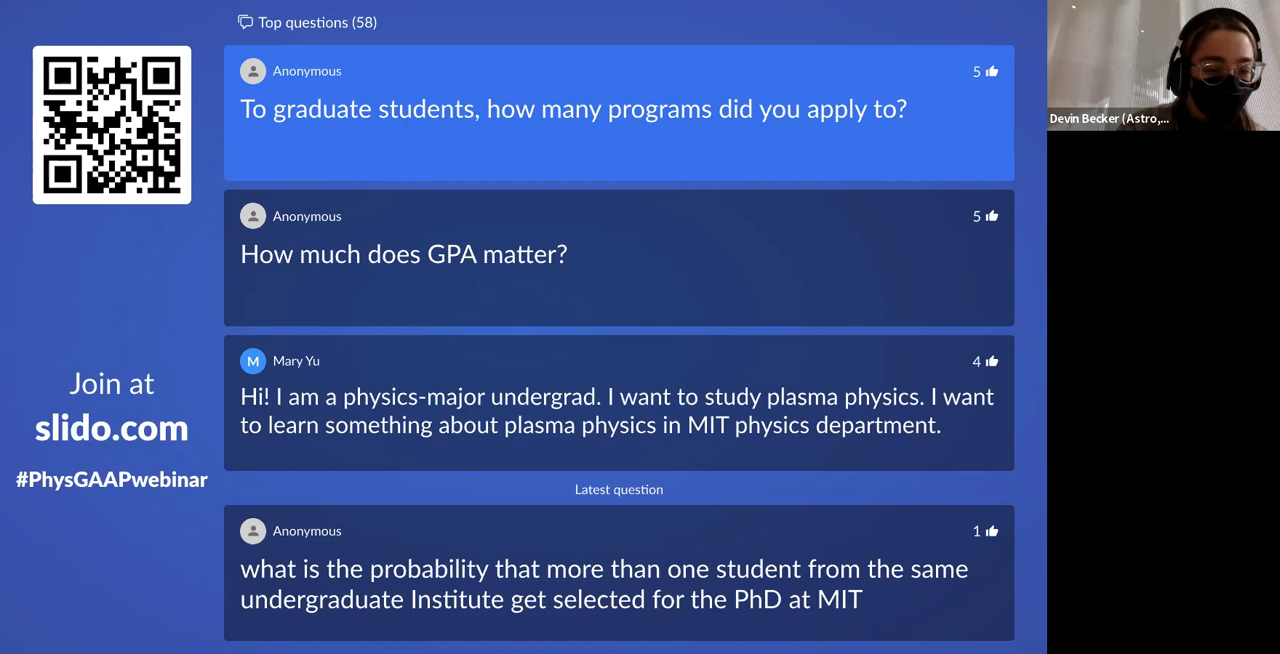 Top questions (58)
Anonymous
5
To graduate students, how many programs did you apply to?
Anonymous
5
How much does GPA matter?
M
Mary Yu
4
Hi! I am a physics-major undergrad. I want to study plasma physics. I want
to learn something about plasma physics in MIT physics department.
Latest question
Anonymous
1
what is the probability that more than one student from the same
undergraduate Institute get selected for the PhD at MIT
Join at
slido.com
#PhysGAAPwebinar
Devin Becker (Astro,...